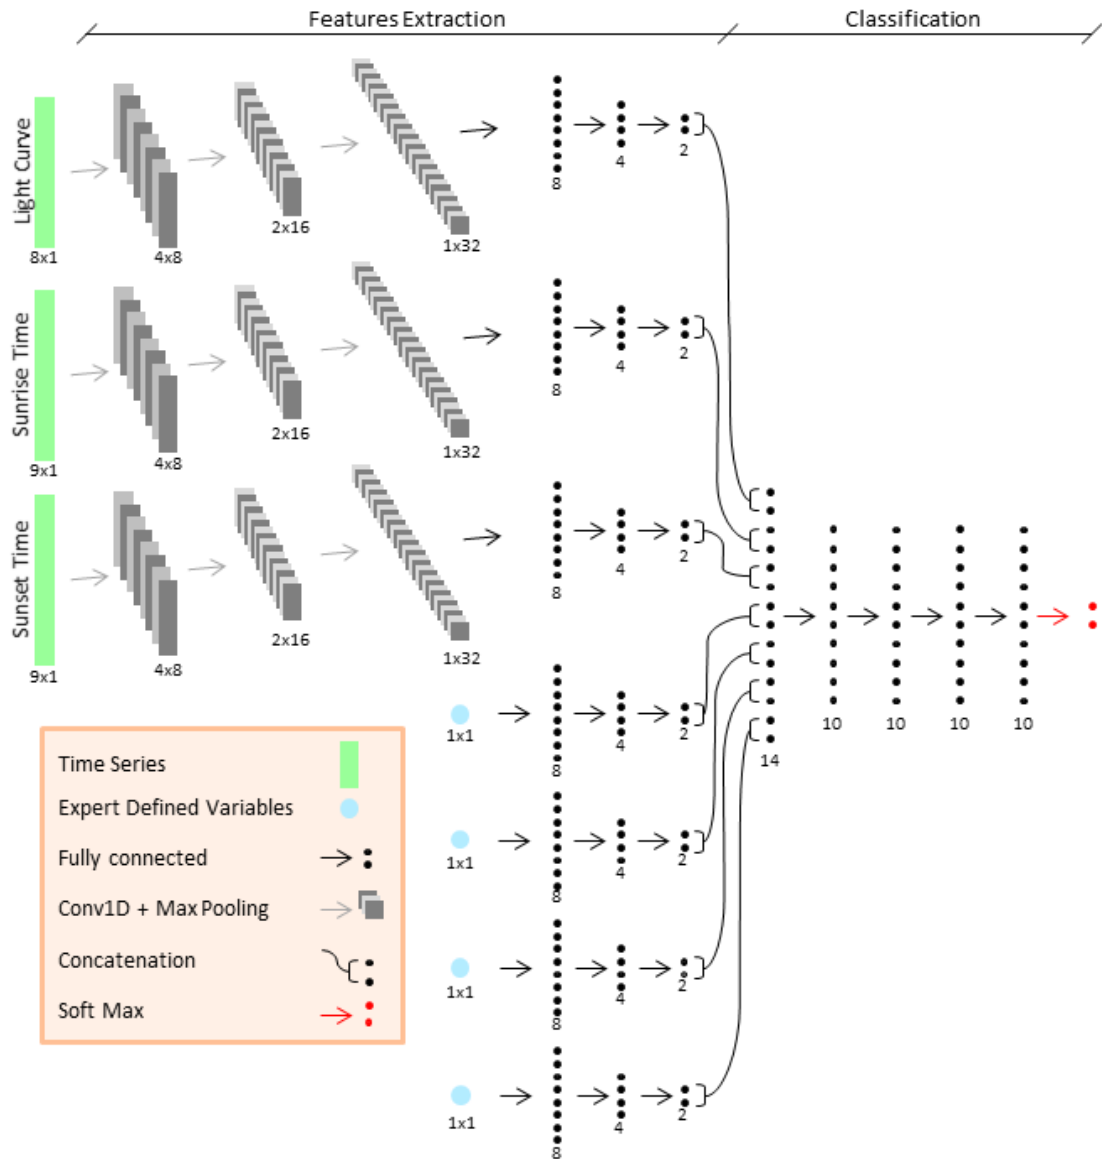 Features Extraction
Classification
Light Curve
8x1
4x8
2x16
1x32
8
4
2
Sunrise Time
9x1
4x8
2x16
1x32
8
4
2
Sunset Time
9x1
4x8
2x16
1x32
8
4
2
1x1
8
4
2
1x1
8
4
2
1x1
8
4
2
1x1
8
4
2
14
10
10
10
10
Time Series
Expert Defined Variables
Fully connected
Conv1D + Max Pooling
Concatenation
Soft Max